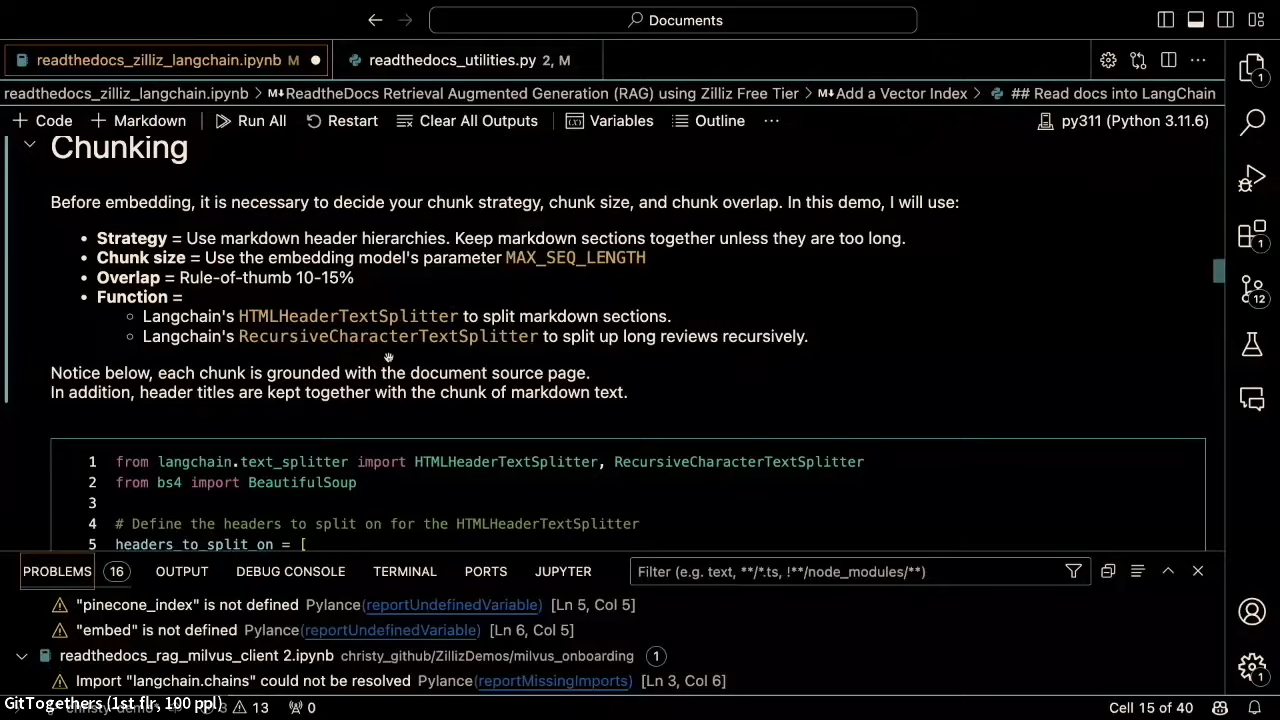 Documents
readthedocs_zilliz_langchain.ipynb M
readthedocs_utilities.py 2, M
readthedocs_zilliz_langchain.ipynb > M↓ReadtheDocs Retrieval Augmented Generation (RAG) using Zilliz Free Tier > M↓Add a Vector Index > ## Read docs into LangChain
Code Markdown Run All Restart Clear All Outputs Variables Outline ... py311 (Python 3.11.6)
Chunking
Before embedding, it is necessary to decide your chunk strategy, chunk size, and chunk overlap. In this demo, I will use:
• Strategy = Use markdown header hierarchies. Keep markdown sections together unless they are too long.
• Chunk size = Use the embedding model's parameter MAX_SEQ_LENGTH
• Overlap = Rule-of-thumb 10-15%
• Function =
○ Langchain's HTMLHeaderTextSplitter to split markdown sections.
○ Langchain's RecursiveCharacterTextSplitter to split up long reviews recursively.
Notice below, each chunk is grounded with the document source page.
In addition, header titles are kept together with the chunk of markdown text.
1 from langchain.text_splitter import HTMLHeaderTextSplitter, RecursiveCharacterTextSplitter
2 from bs4 import BeautifulSoup
3
4 # Define the headers to split on for the HTMLHeaderTextSplitter
5 headers_to_split_on = [
PROBLEMS 16 OUTPUT DEBUG CONSOLE TERMINAL PORTS JUPYTER Filter (e.g. text, **/*.ts, !**/node_modules/**)
"pinecone_index" is not defined Pylance(reportUndefinedVariable) [Ln 5, Col 5]
"embed" is not defined Pylance(reportUndefinedVariable) [Ln 6, Col 5]
readthedocs_rag_milvus_client 2.ipynb christy_github/ZillizDemos/milvus_onboarding 1
Import "langchain.chains" could not be resolved Pylance(reportMissingImports) [Ln 3, Col 6]
GitTogethers (1st flr, 100 ppl)
13 0 Cell 15 of 40
1
1
12
1